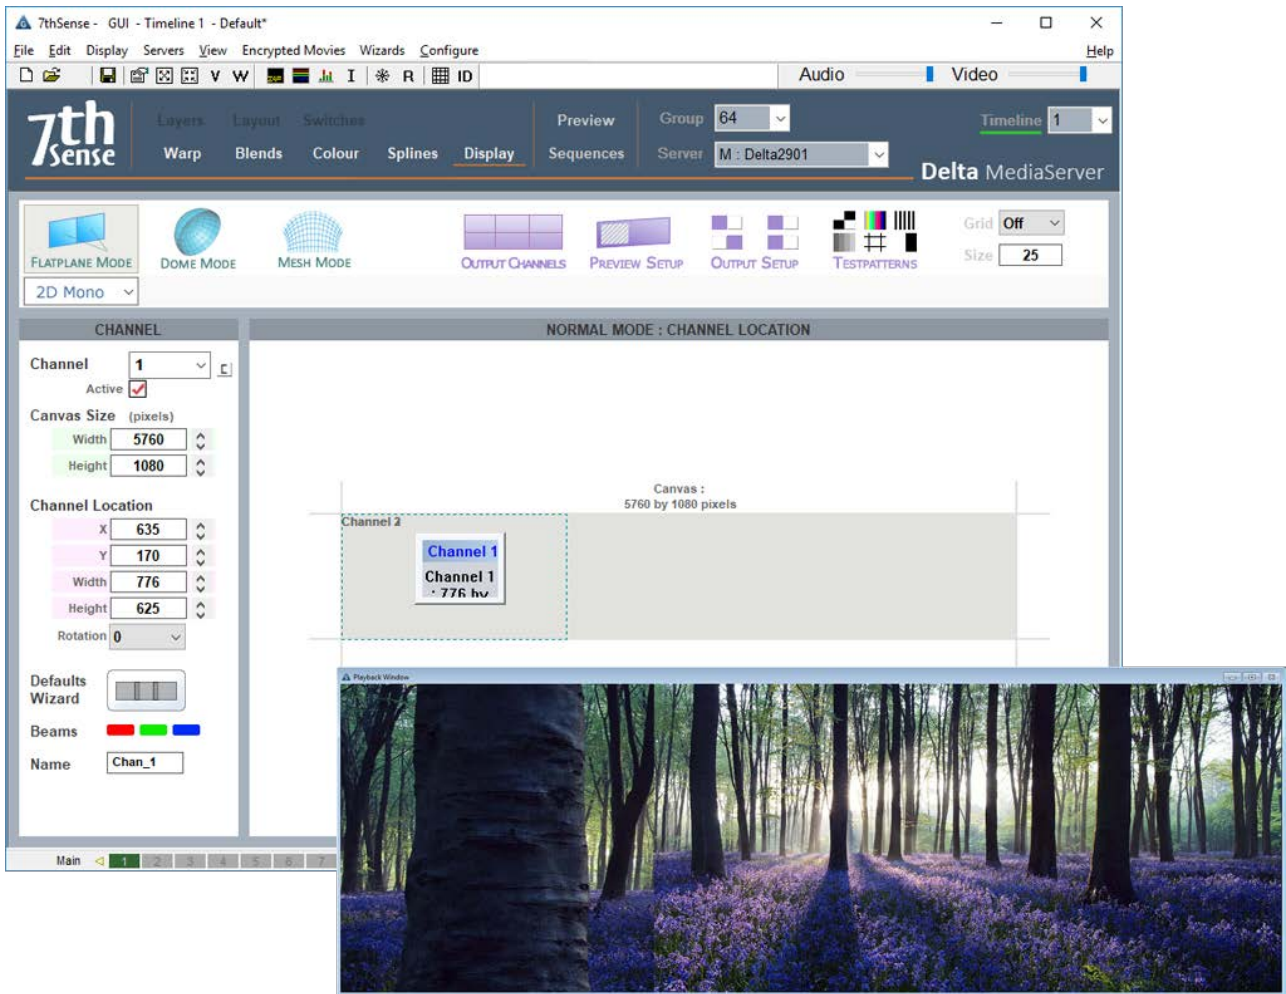 7thSense - GUI - Timeline 1 - Default*
File Edit Display Servers View Encrypted Movies Wizards Configure Help
V W I R ID Audio Video
7th Sense
Layers Layout Switches Preview Group 64 Timeline 1
Warp Blends Colour Splines Display Sequences Server M : Delta2901
Delta MediaServer
Grid Off
FLATPLANE MODE DOME MODE MESH MODE OUTPUT CHANNELS PREVIEW SETUP OUTPUT SETUP TESTPATTERNS Size 25
2D Mono
CHANNEL NORMAL MODE : CHANNEL LOCATION
Channel 1
Active
Canvas Size (pixels)
Width 5760
Height 1080
Canvas :
5760 by 1080 pixels
Channel Location
X 635
Y 170
Width 776
Height 625
Rotation 0
Channel
Channel 1
Channel 1
: 776 by
Defaults
Wizard
Beams
Name Chan_1
Playback Window
Main 1 2 3 4 5 6 7